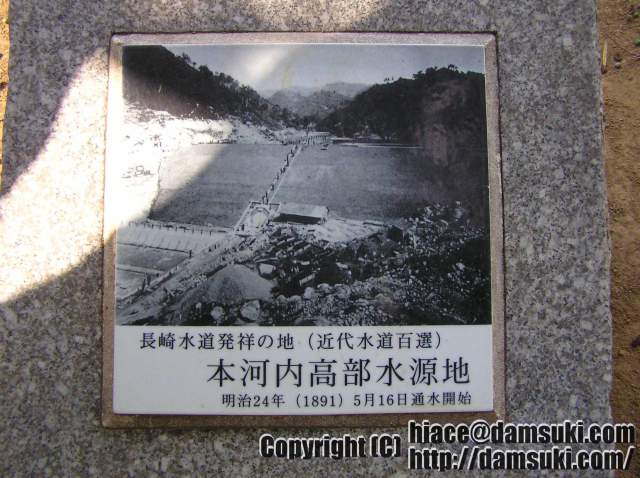 長崎水道発祥の地（近代水道百選）
本河内高部水源地
明治24年（1891）5月16日通水開始
Copyright (C) hiace@damsuki.com
http://damsuki.com/